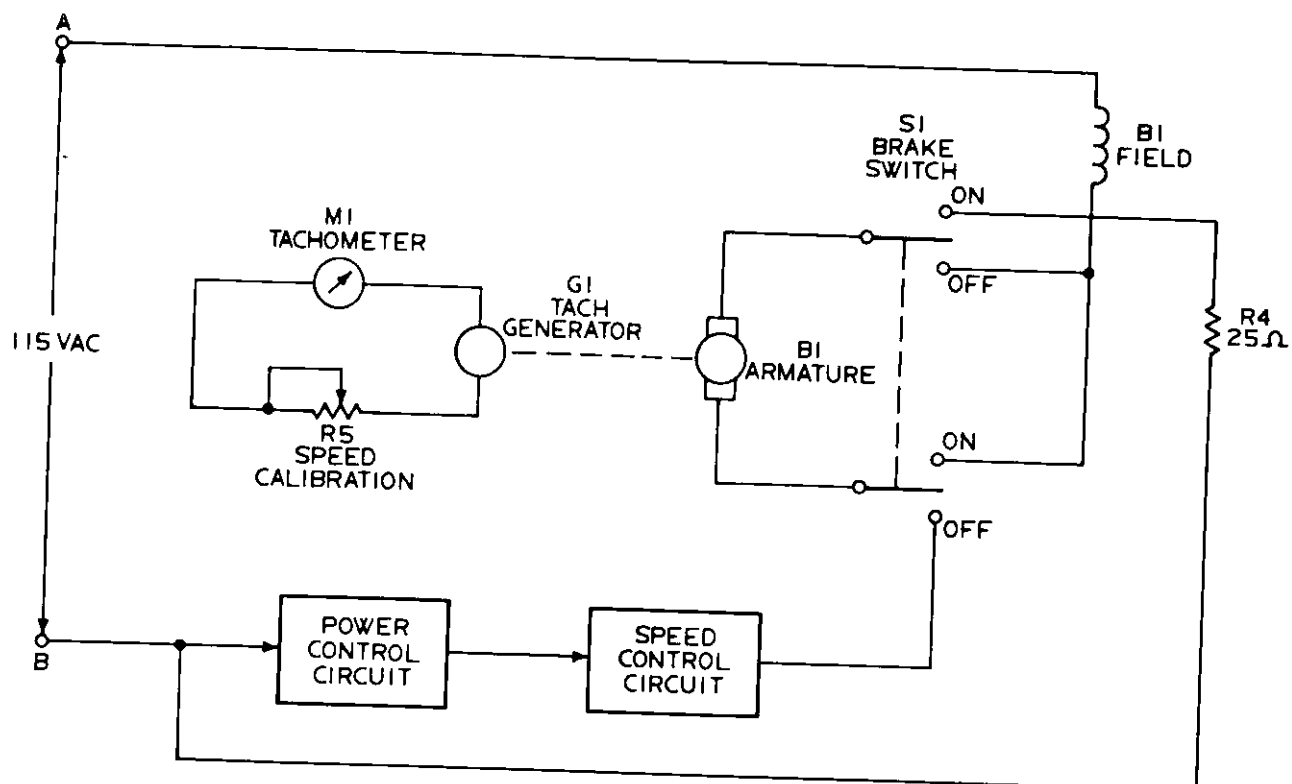 A
S1
BRAKE
SWITCH
B1
FIELD
ON
M1
TACHOMETER
OFF
G1
TACH
GENERATOR
R4
25Ω
115 VAC
B1
ARMATURE
R5
SPEED
CALIBRATION
ON
OFF
POWER
CONTROL
CIRCUIT
SPEED
CONTROL
CIRCUIT
B